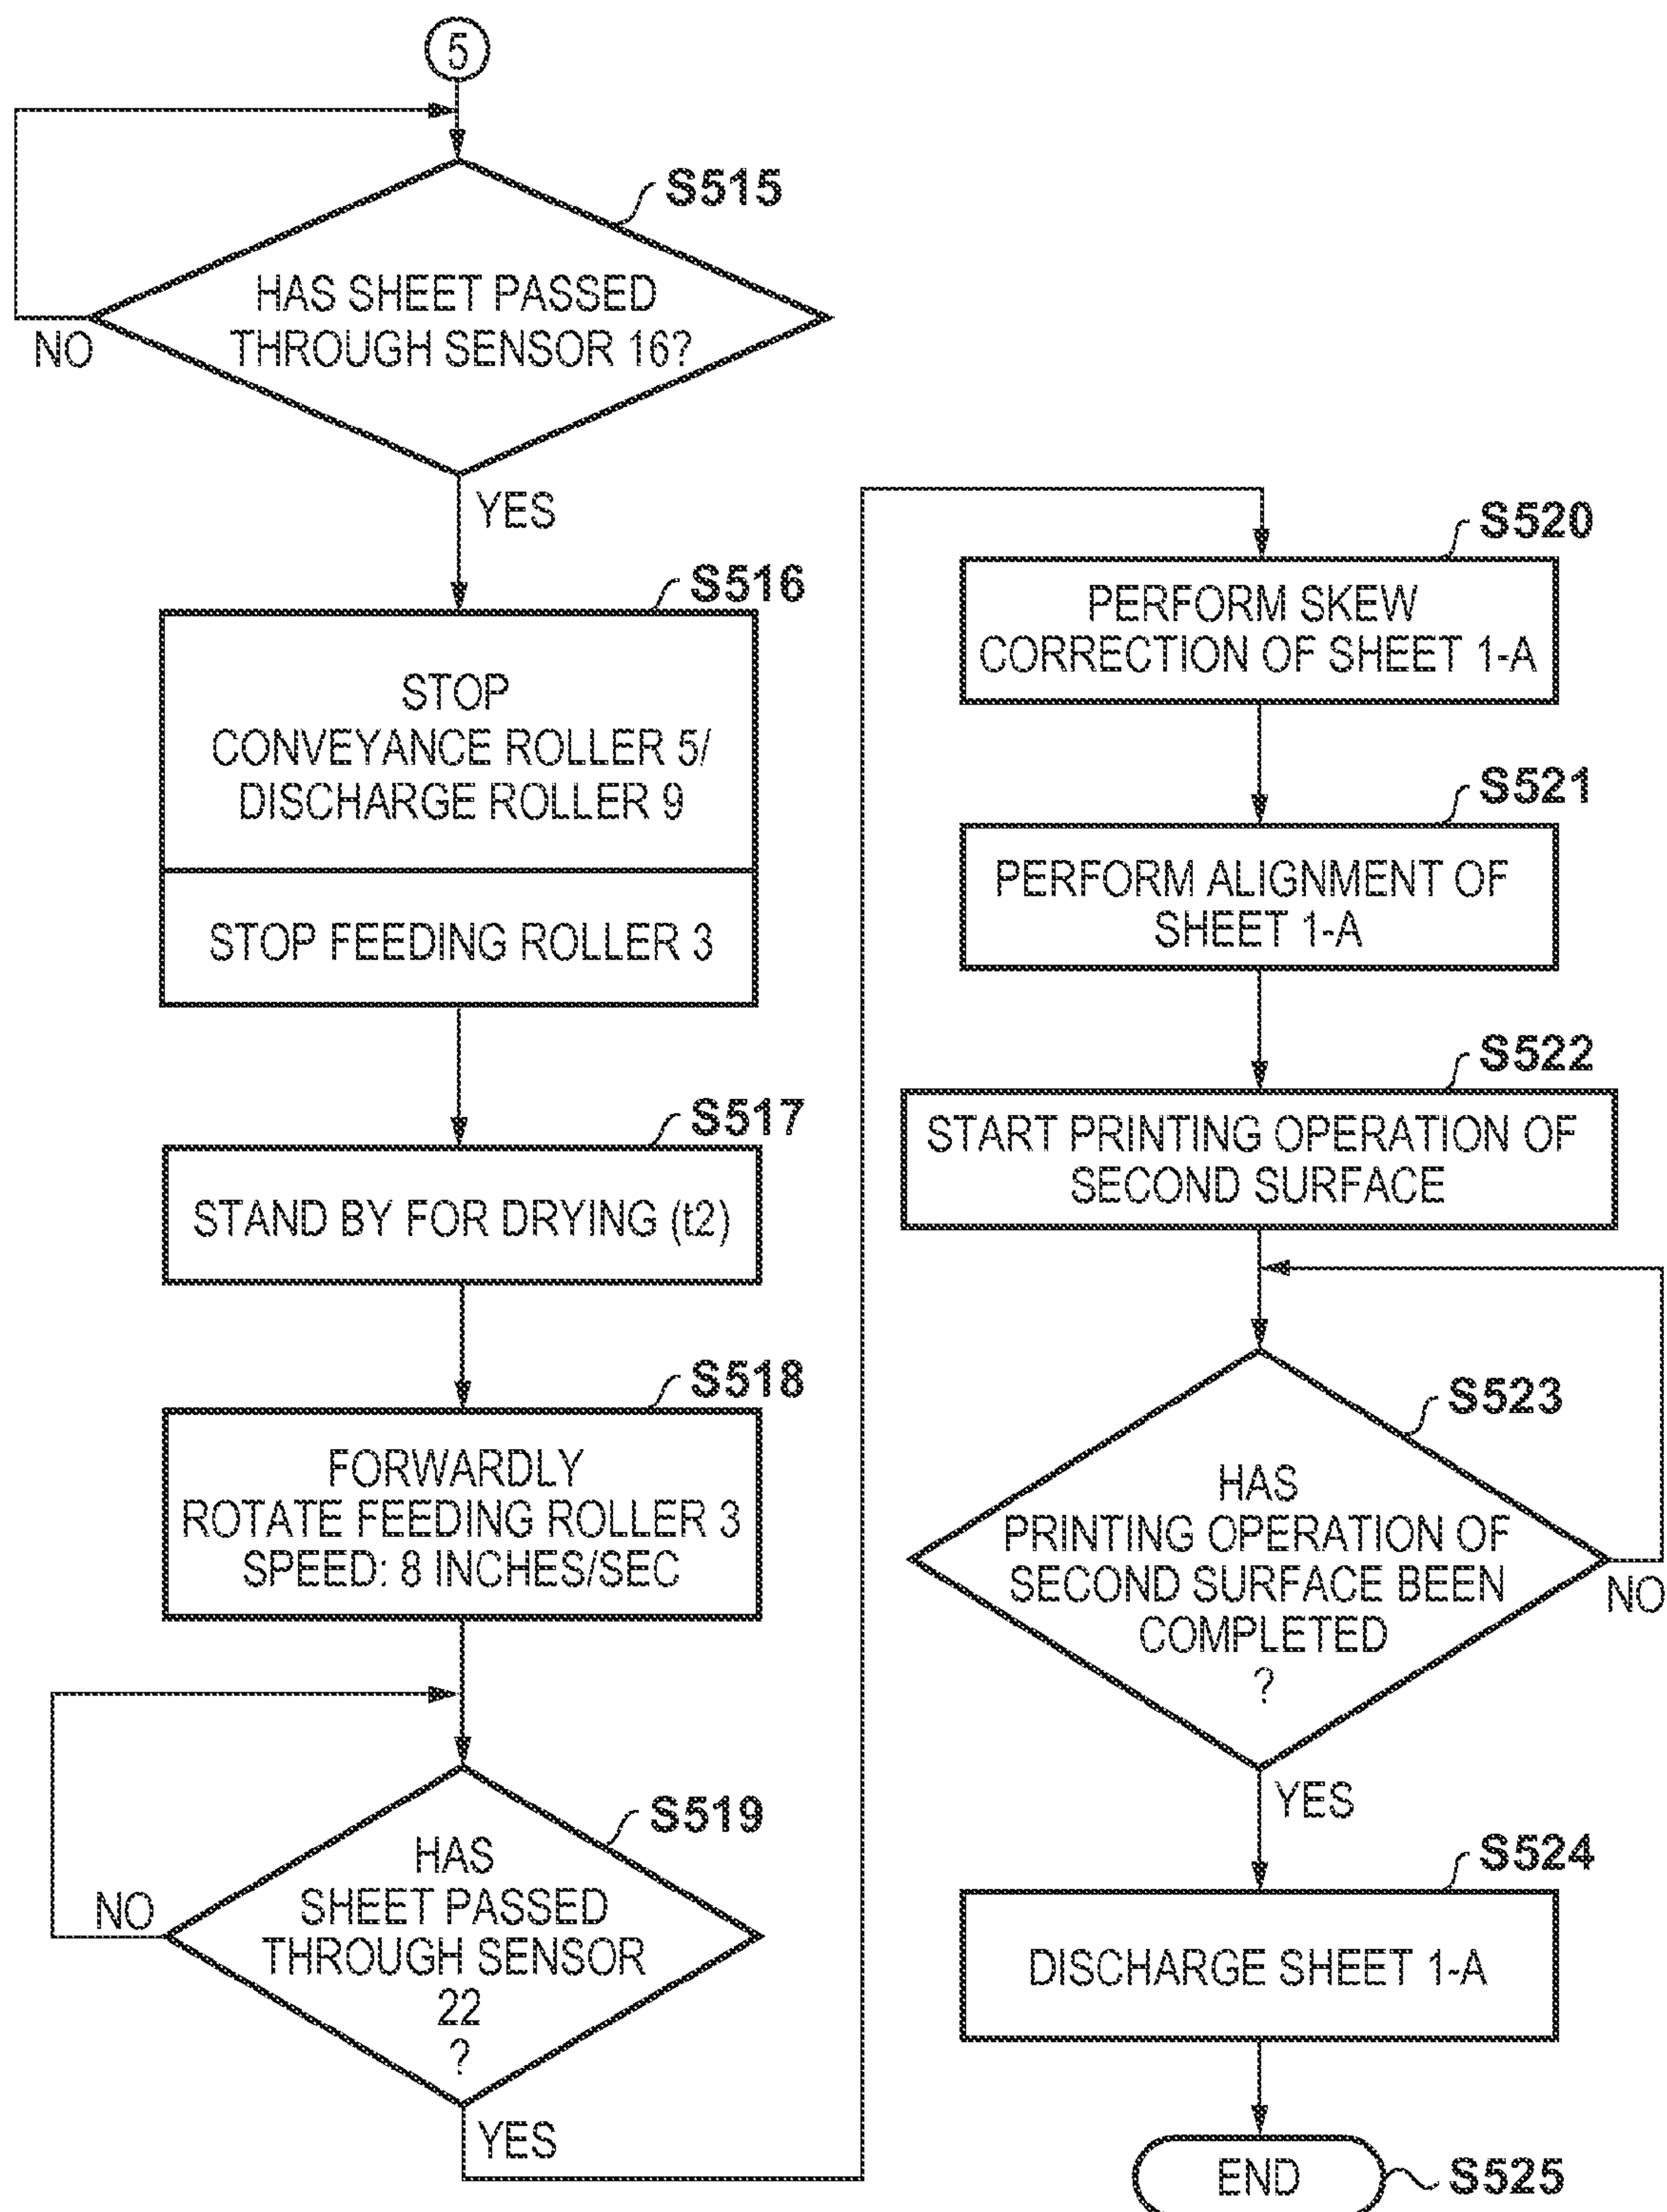 5
S515
HAS SHEET PASSED
THROUGH SENSOR 16?
NO
YES
S516
STOP
CONVEYANCE ROLLER 5/
DISCHARGE ROLLER 9
STOP FEEDING ROLLER 3
S517
STAND BY FOR DRYING (t2)
S518
FORWARDLY
ROTATE FEEDING ROLLER 3
SPEED: 8 INCHES/SEC
S519
HAS
SHEET PASSED
THROUGH SENSOR
22
?
NO
YES
S520
PERFORM SKEW
CORRECTION OF SHEET 1-A
S521
PERFORM ALIGNMENT OF
SHEET 1-A
S522
START PRINTING OPERATION OF
SECOND SURFACE
S523
HAS
PRINTING OPERATION OF
SECOND SURFACE BEEN
COMPLETED
?
NO
YES
S524
DISCHARGE SHEET 1-A
END
S525